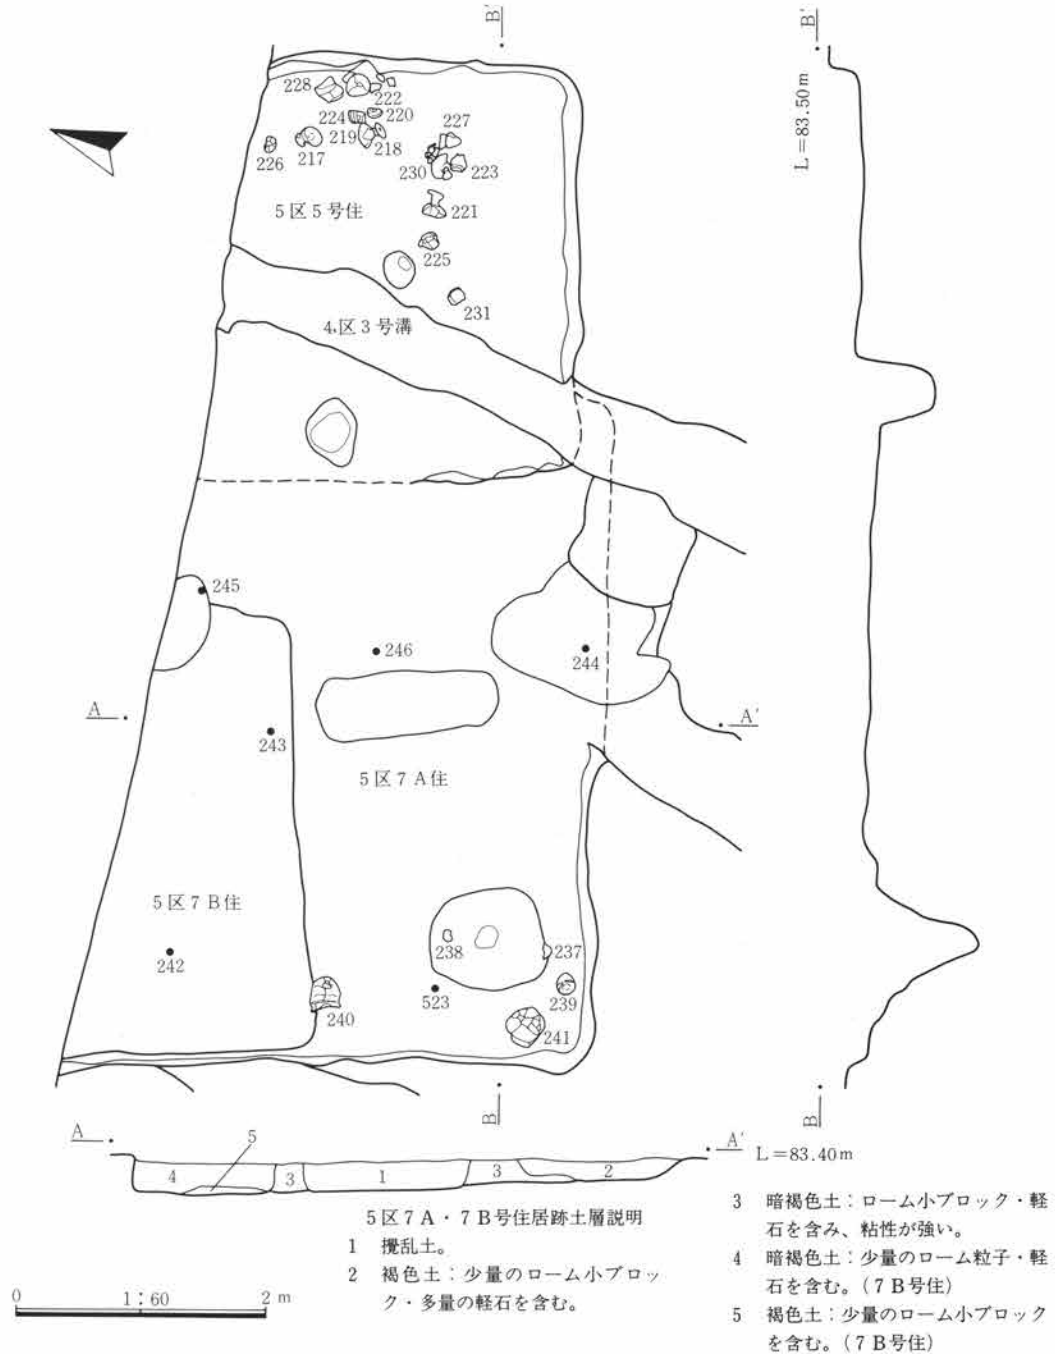 B′
B′
L＝83.50m
228
222
224
220
219
218
227
226
217
230
223
5区5号住
221
225
231
4区3号溝
245
246
244
A
A′
243
5区7A住
5区7B住
242
238
237
240
523
239
241
B
B
A
5
A′
L＝83.40m
4
3
1
3
2
5区7A・7B号住居跡土層説明
1 攪乱土。
2 褐色土：少量のローム小ブロッ
ク・多量の軽石を含む。
3 暗褐色土：ローム小ブロック・軽
石を含み、粘性が強い。
4 暗褐色土：少量のローム粒子・軽
石を含む。（7B号住）
5 褐色土：少量のローム小ブロック
を含む。（7B号住）
0 1:60 2m